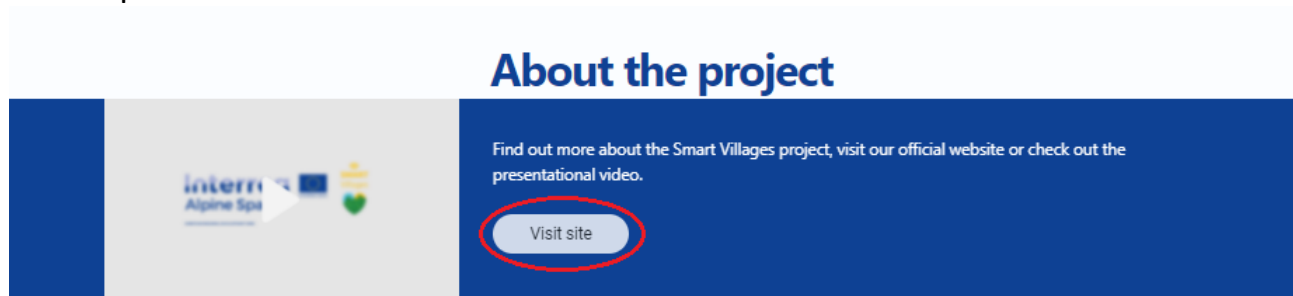 About the project
Find out more about the Smart Villages project, visit our official website or check out the
presentational video.
Alpine
Visit site